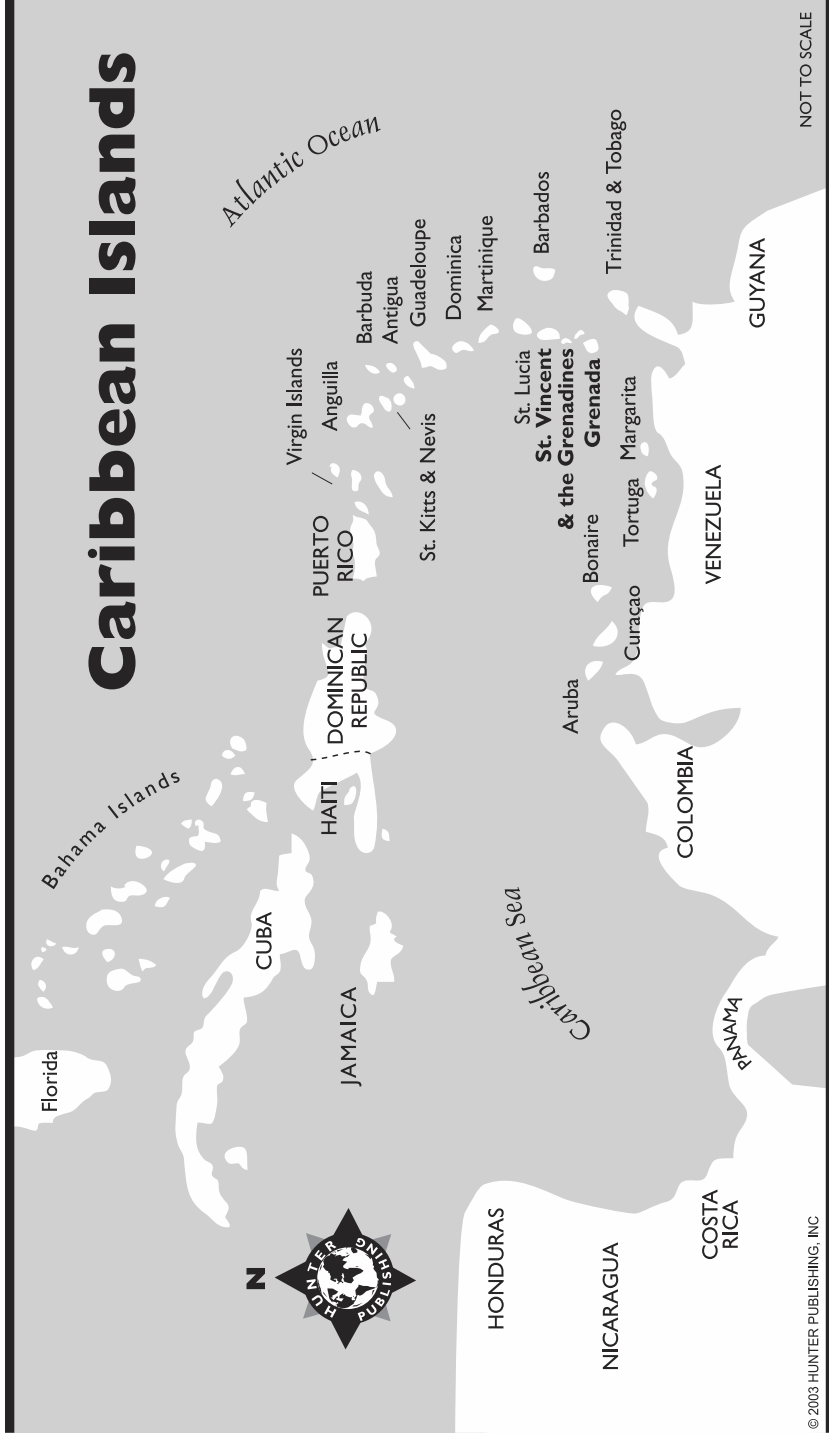 Caribbean Islands
Atlantic Ocean
Bahama Islands
Florida
CUBA
HAITI
DOMINICAN
REPUBLIC
PUERTO
RICO
Virgin Islands
Anguilla
Barbuda
Antigua
Guadeloupe
Dominica
Martinique
St. Kitts & Nevis
JAMAICA
Caribbean Sea
St. Lucia
St. Vincent
& the Grenadines
Grenada
Barbados
Trinidad & Tobago
Margarita
Tortuga
Bonaire
Curaçao
Aruba
N
HUNTER
PUBLISHING
HONDURAS
NICARAGUA
COSTA
RICA
PANAMA
COLOMBIA
VENEZUELA
GUYANA
© 2003 HUNTER PUBLISHING, INC
NOT TO SCALE